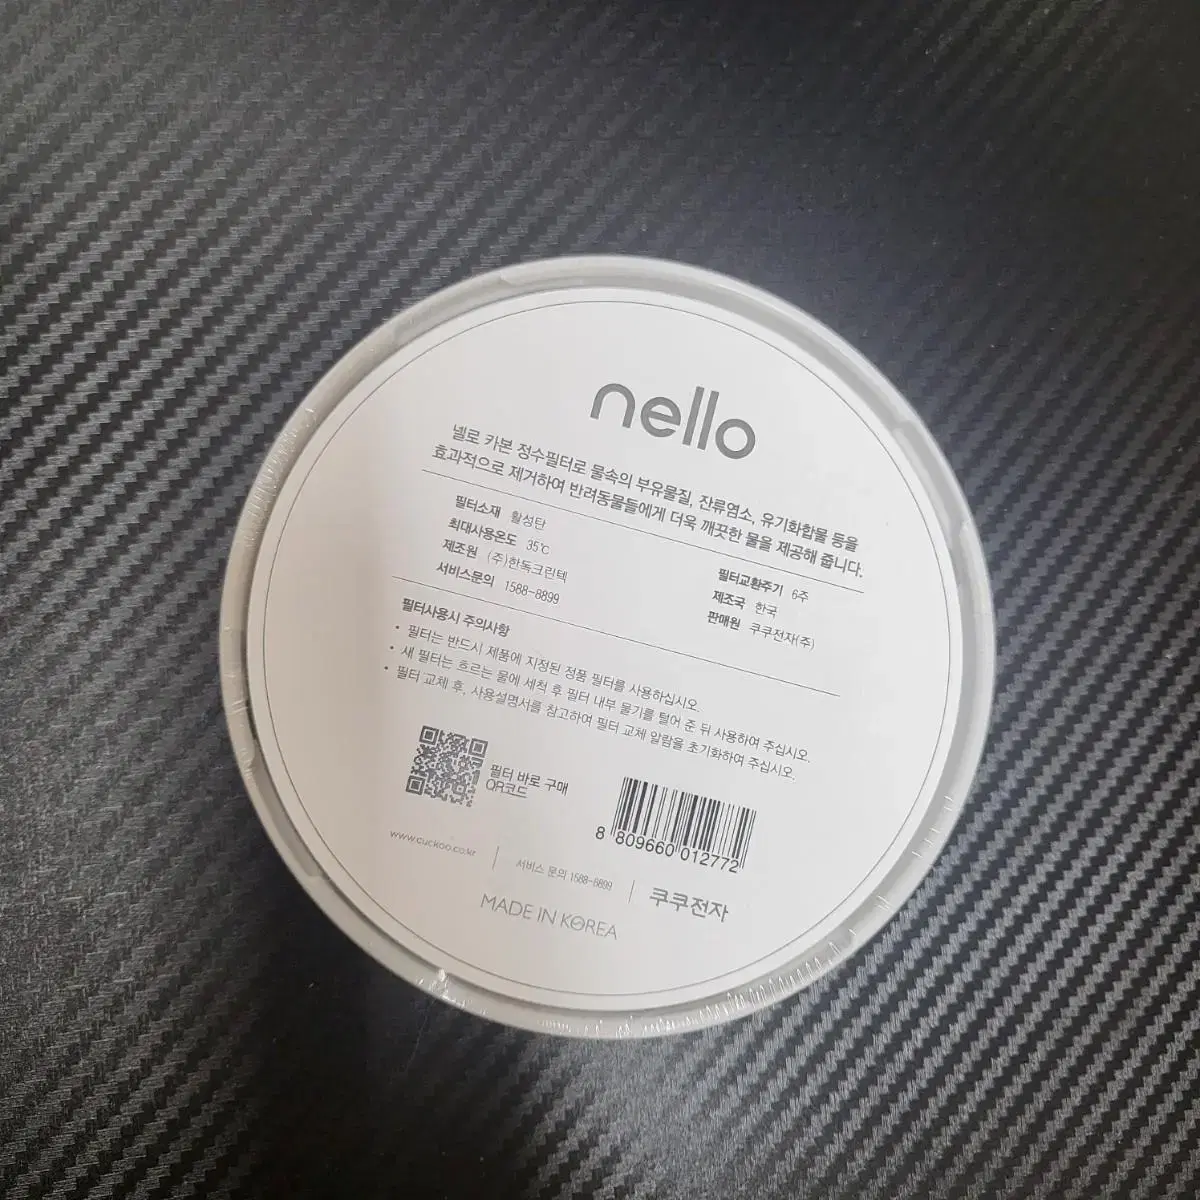 nello
넬로 카본 정수필터로 물속의 부유물질, 잔류염소, 유기화합물 등을
효과적으로 제거하여 반려동물들에게 더욱 깨끗한 물을 제공해 줍니다.
필터소재 활성탄
최대사용온도 35℃
제조원 (주)한독크린텍
서비스문의 1588-8899
필터교환주기 6주
제조국 한국
판매원 쿠쿠전자(주)
필터사용시 주의사항
• 필터는 반드시 제품에 지정된 정품 필터를 사용하십시오.
• 새 필터는 흐르는 물에 세척 후 필터 내부 물기를 털어 준 뒤 사용하여 주십시오.
• 필터 교체 후, 사용설명서를 참고하여 필터 교체 알람을 초기화하여 주십시오.
필터 바로 구매
QR코드
8 809660 012772
www.cuckoo.co.kr | 서비스 문의 1588-8899 | 쿠쿠전자
MADE IN KOREA